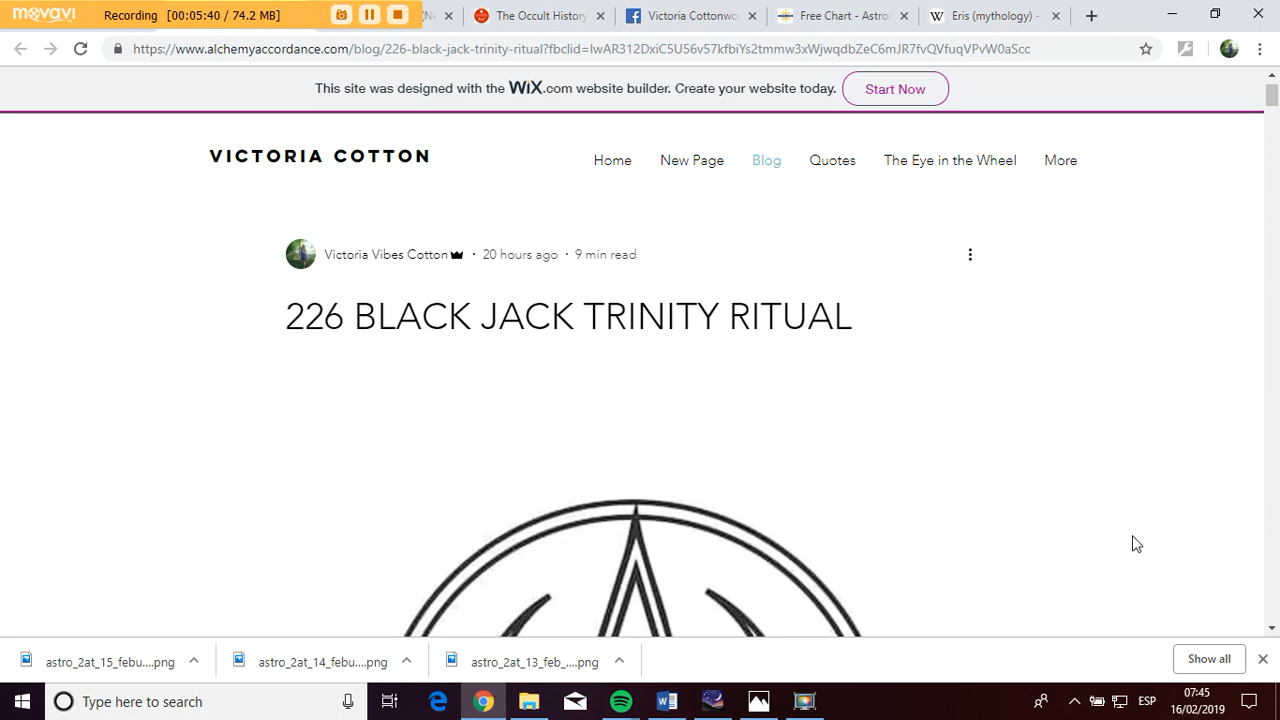 movavi Recording [00:05:40 / 74.2 MB]
The Occult History
Victoria Cottonwo
Free Chart - Astro
W Eris (mythology) -
https://www.alchemyaccordance.com/blog/226-black-jack-trinity-ritual?fbclid=IwAR312DxiC5U56v57kfbiYs2tmmw3xWjwqdbZeC6mJR7fvQVfuqVPvW0aScc
This site was designed with the WiX.com website builder. Create your website today. Start Now
VICTORIA COTTON
Home New Page Blog Quotes The Eye in the Wheel More
Victoria Vibes Cotton · 20 hours ago · 9 min read
226 BLACK JACK TRINITY RITUAL
astro_2at_15_febu....png astro_2at_14_febu....png astro_2at_13_feb_....png Show all
Type here to search
ESP
07:45
16/02/2019